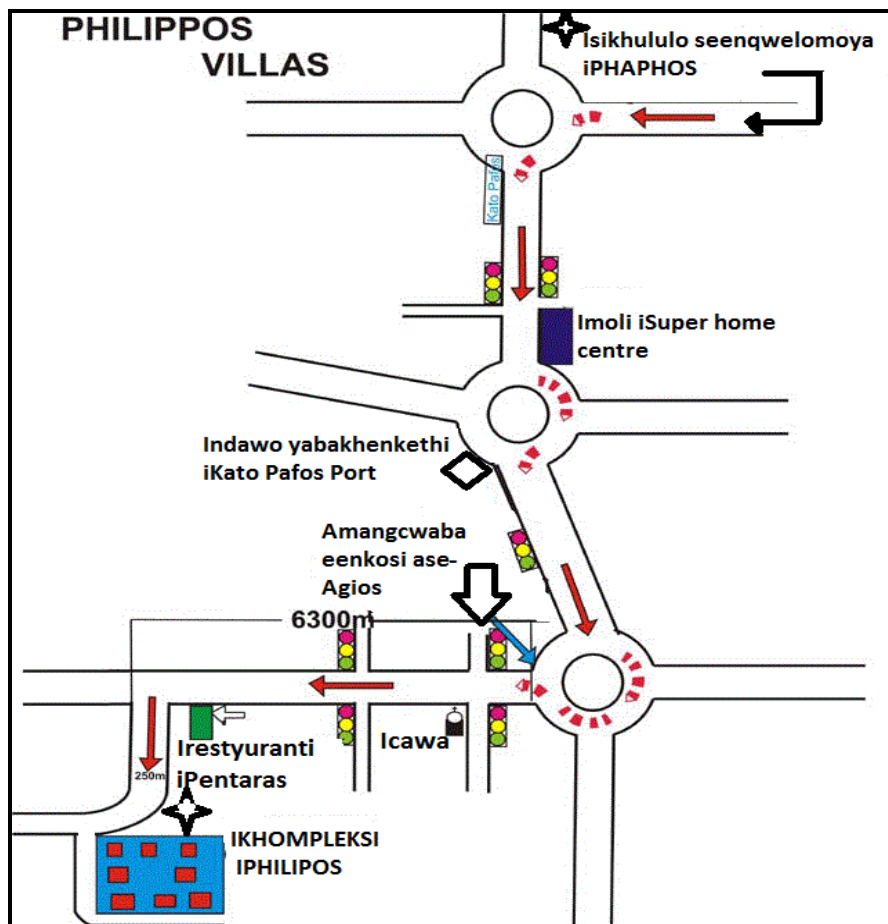 PHILIPPOS
VILLAS
Isikhululo seenqwelomoya
iPHAPHOS
Kato Pafos
Imoli iSuper home
centre
Indawo yabakhenkethi
iKato Pafos Port
Amangcwaba
eenkosi ase-
Agios
6300m
Icawa
Irestyuranti
iPentaras
250m
IKHOMPLEKSI
IPHILIPOS